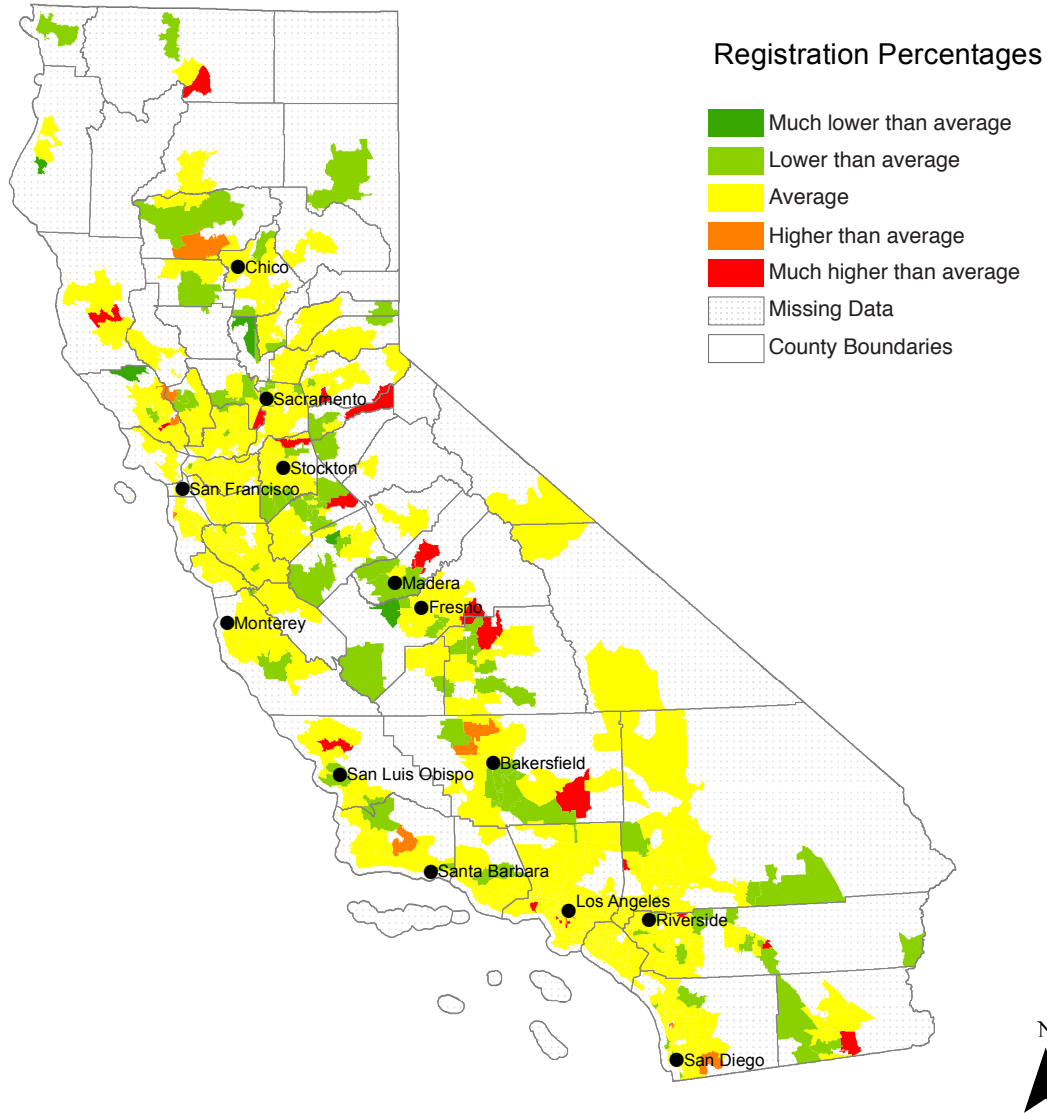 Registration Percentages
Much lower than average
Lower than average
Average
Higher than average
Much higher than average
Missing Data
County Boundaries
Chico
Sacramento
Stockton
San Francisco
Madera
Fresno
Monterey
Bakersfield
San Luis Obispo
Santa Barbara
Los Angeles
Riverside
N
San Diego